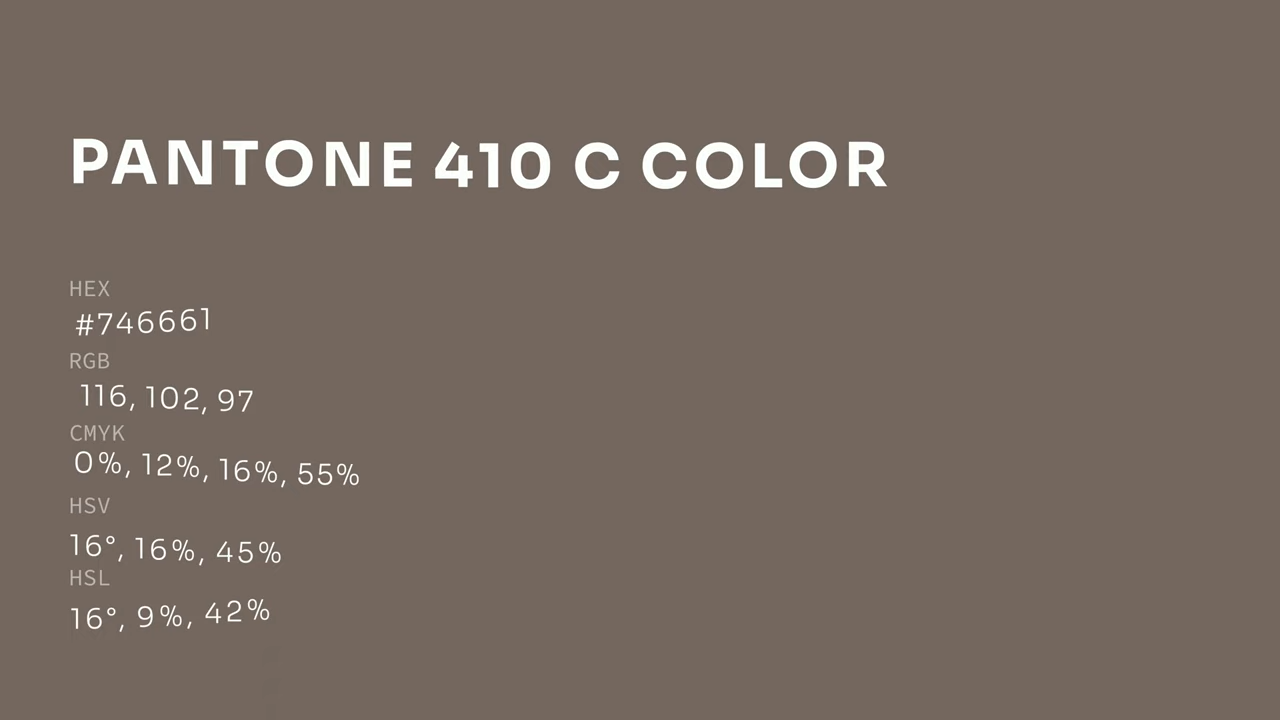 PANTONE 410 C COLOR
HEX
#746661
RGB
116, 102, 97
CMYK
0%, 12%, 16%, 55%
HSV
16°, 16%, 45%
HSL
16°, 9%, 42%